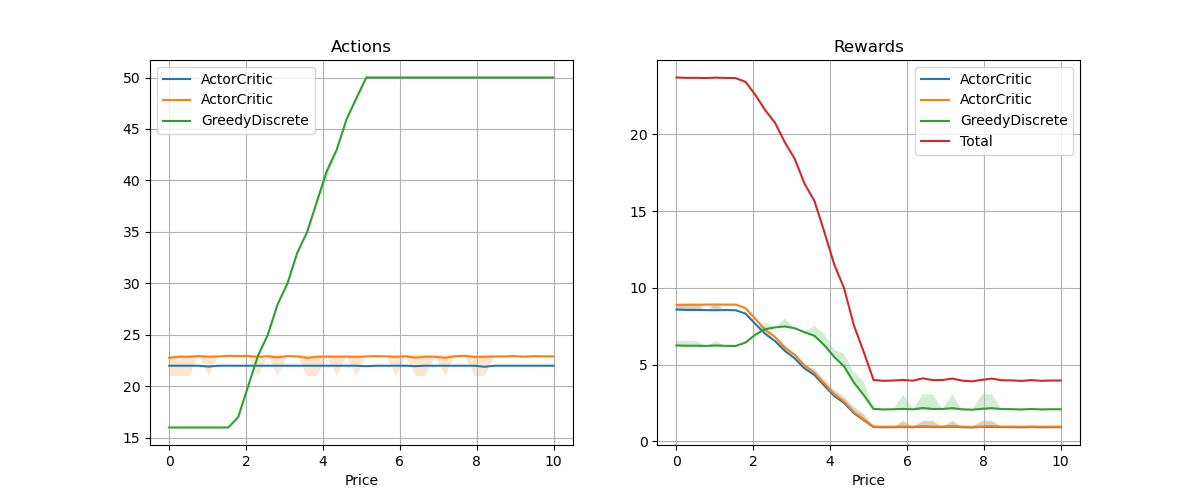 Actions
50
45
40
35
30
25
20
15
ActorCritic
ActorCritic
GreedyDiscrete
0 2 4 6 8 10
Price
Rewards
20
15
10
5
0
ActorCritic
ActorCritic
GreedyDiscrete
Total
0 2 4 6 8 10
Price